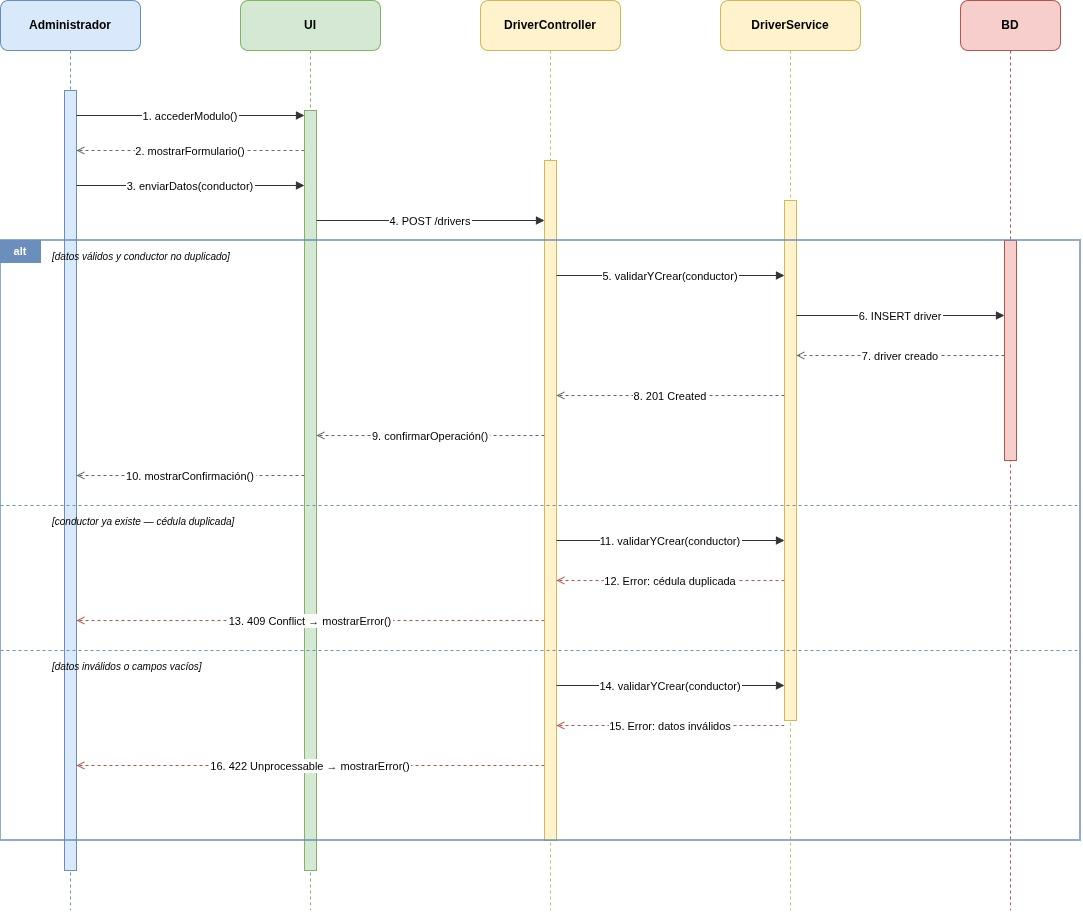 Administrador
UI
DriverController
DriverService
BD
1. accederModulo()
2. mostrarFormulario()
3. enviarDatos(conductor)
4. POST /drivers
alt
[datos válidos y conductor no duplicado]
5. validarYCrear(conductor)
6. INSERT driver
7. driver creado
8. 201 Created
9. confirmarOperación()
10. mostrarConfirmación()
[conductor ya existe — cédula duplicada]
11. validarYCrear(conductor)
12. Error: cédula duplicada
13. 409 Conflict → mostrarError()
[datos inválidos o campos vacíos]
14. validarYCrear(conductor)
15. Error: datos inválidos
16. 422 Unprocessable → mostrarError()